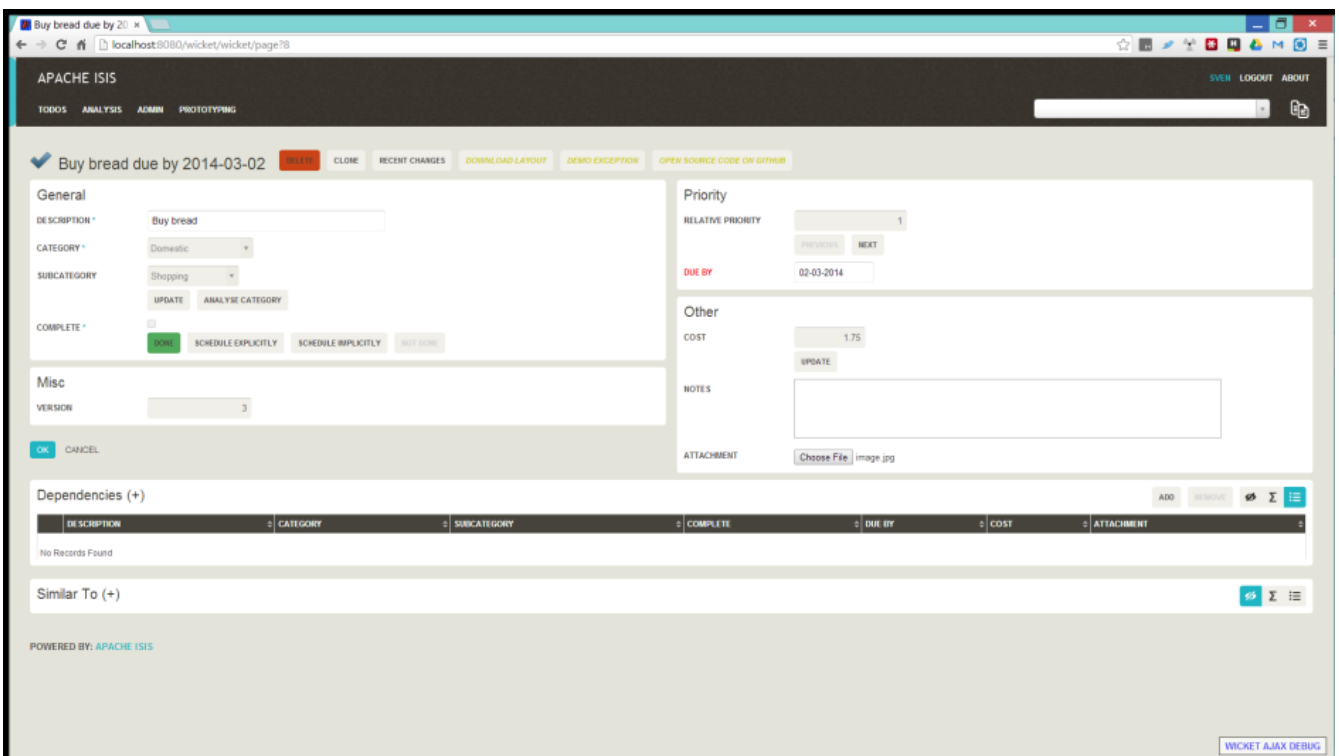 Buy bread due by 20
localhost:8080/wicket/wicket/page?8
APACHE ISIS
SVEN LOGOUT ABOUT
TODOS ANALYSIS ADMIN PROTOTYPING
Buy bread due by 2014-03-02 DELETE CLONE RECENT CHANGES DOWNLOAD LAYOUT DEMO EXCEPTION OPEN SOURCE CODE ON GITHUB
General
DESCRIPTION * Buy bread
CATEGORY * Domestic
SUBCATEGORY Shopping
UPDATE ANALYSE CATEGORY
COMPLETE *
DONE SCHEDULE EXPLICITLY SCHEDULE IMPLICITLY NOT DONE
Misc
VERSION 3
OK CANCEL
Priority
RELATIVE PRIORITY 1
PREVIOUS NEXT
DUE BY 02-03-2014
Other
COST 1.75
UPDATE
NOTES
ATTACHMENT Choose File image.jpg
Dependencies (+) ADD REMOVE Σ
DESCRIPTION CATEGORY SUBCATEGORY COMPLETE DUE BY COST ATTACHMENT
No Records Found
Similar To (+) Σ
POWERED BY: APACHE ISIS
WICKET AJAX DEBUG